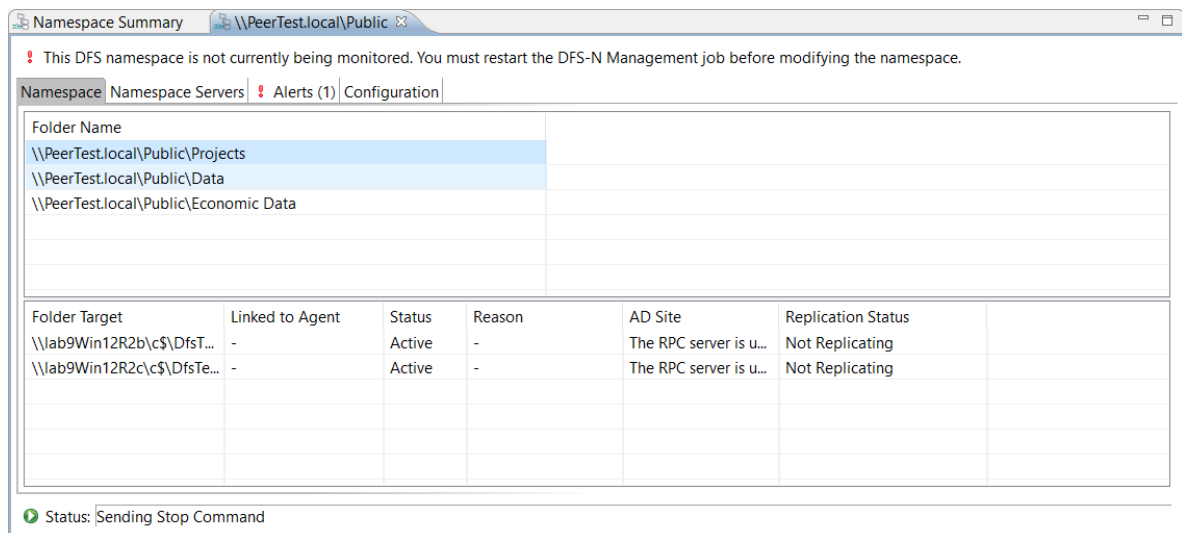 Namespace Summary \\PeerTest.local\Public
This DFS namespace is not currently being monitored. You must restart the DFS-N Management job before modifying the namespace.
Namespace Namespace Servers Alerts (1) Configuration
Folder Name
\\PeerTest.local\Public\Projects
\\PeerTest.local\Public\Data
\\PeerTest.local\Public\Economic Data
Folder Target Linked to Agent Status Reason AD Site Replication Status
\\lab9Win12R2b\c$\DfsT... - Active - The RPC server is u... Not Replicating
\\lab9Win12R2c\c$\DfsTe... - Active - The RPC server is u... Not Replicating
Status: Sending Stop Command